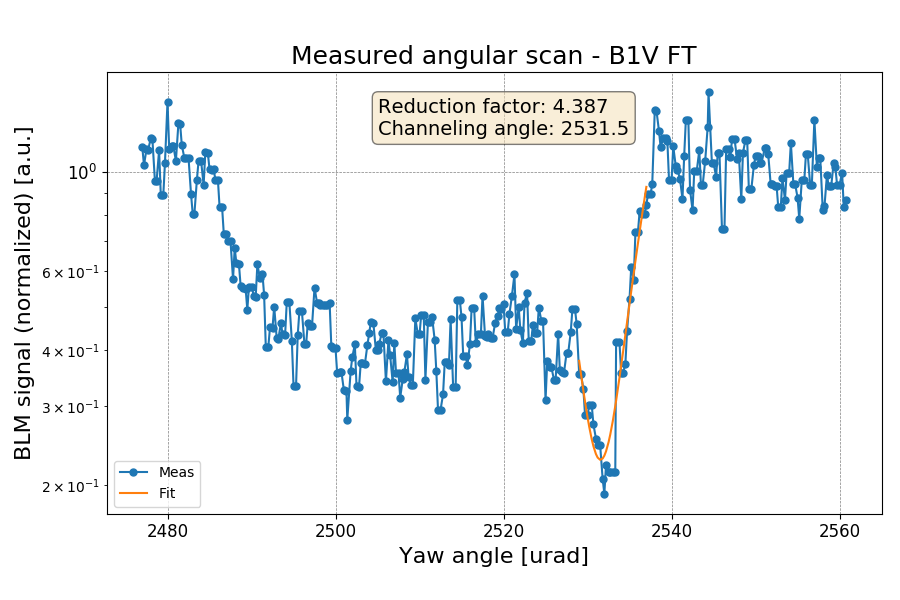 Measured angular scan - B1V FT
Reduction factor: 4.387
Channeling angle: 2531.5
BLM signal (normalized) [a.u.]
10⁰
6 × 10⁻¹
4 × 10⁻¹
3 × 10⁻¹
2 × 10⁻¹
Meas
Fit
2480 2500 2520 2540 2560
Yaw angle [urad]